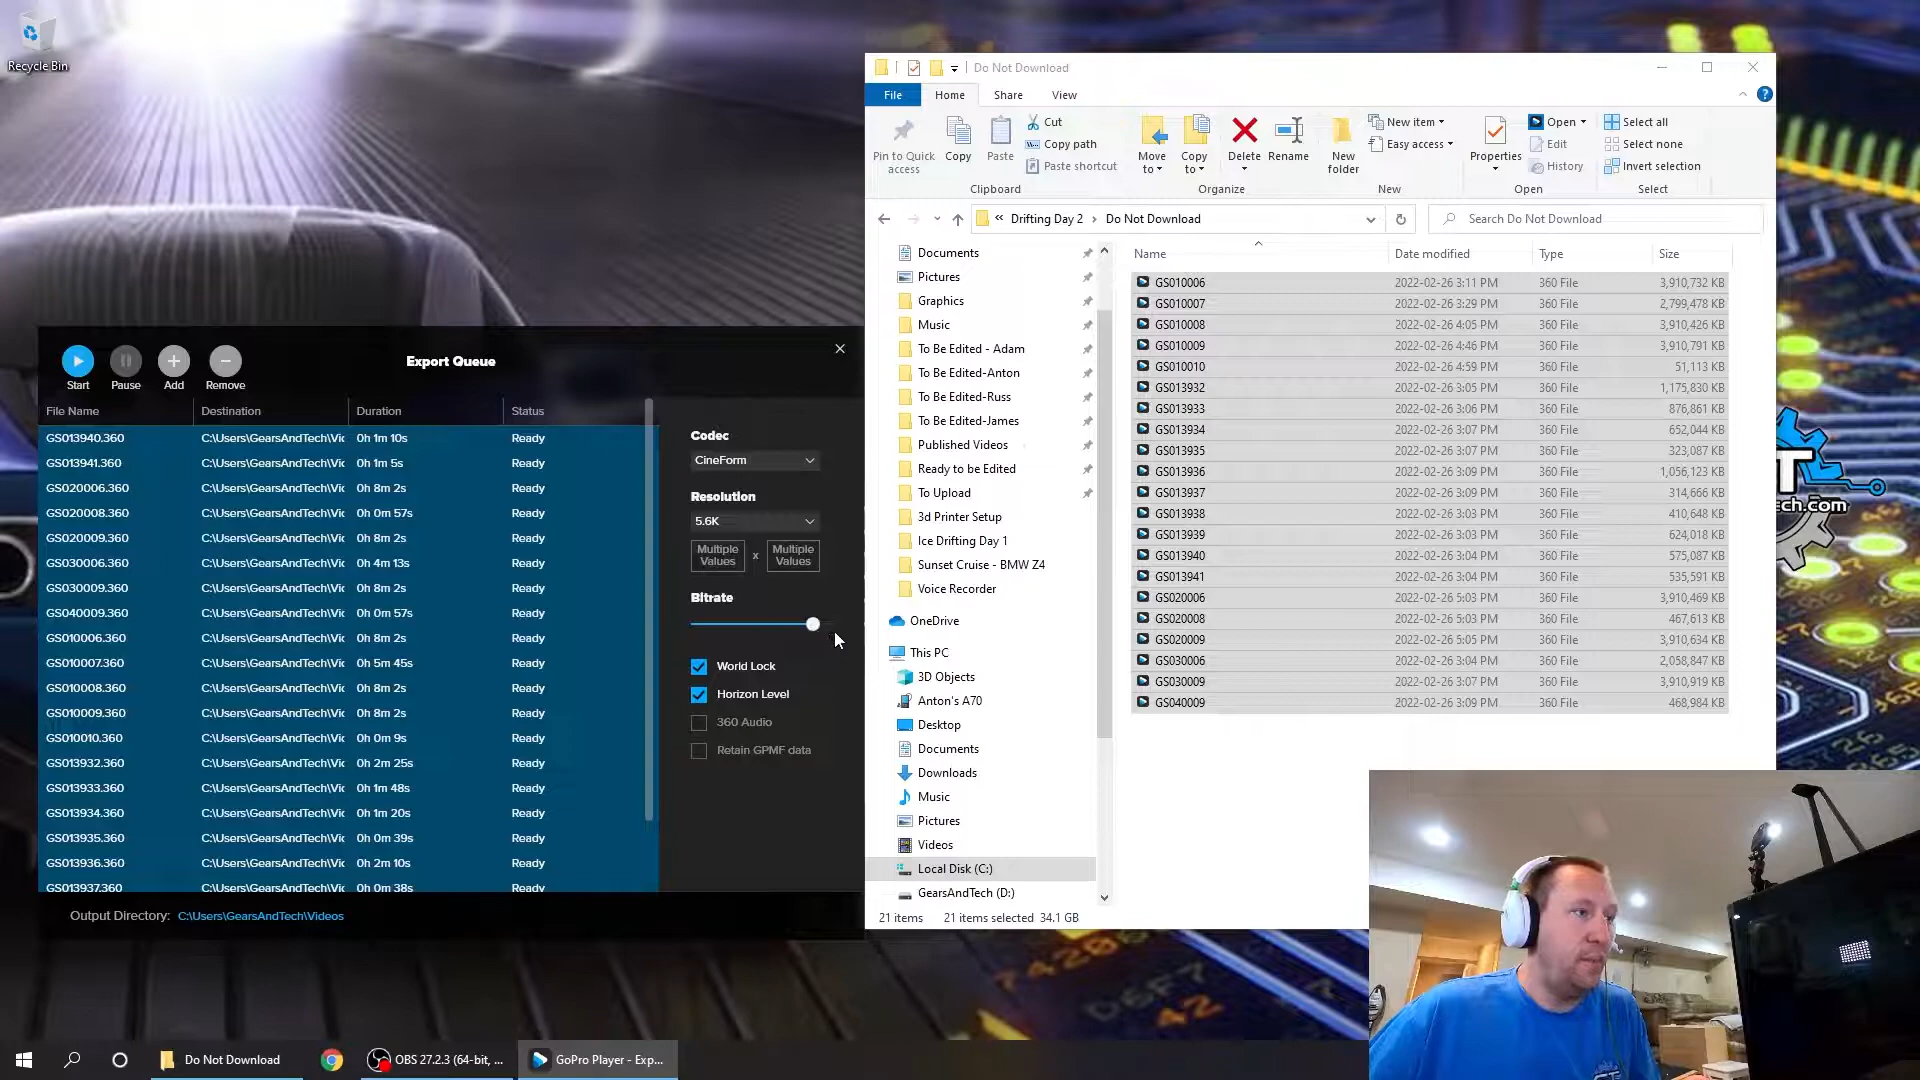 Recycle Bin
Do Not Download
File
Home
Share
View
?
Pin to Quick access
Copy
Paste
Cut
Copy path
Paste shortcut
Move to
Copy to
Delete
Rename
New folder
New item
Easy access
Properties
Open
Edit
History
Select all
Select none
Invert selection
Clipboard
Organize
New
Open
Select
« Drifting Day 2 > Do Not Download
Search Do Not Download
Documents
Pictures
Graphics
Music
To Be Edited - Adam
To Be Edited-Anton
To Be Edited-Russ
To Be Edited-James
Published Videos
Ready to be Edited
To Upload
3d Printer Setup
Ice Drifting Day 1
Sunset Cruise - BMW Z4
Voice Recorder
OneDrive
This PC
3D Objects
Anton's A70
Desktop
Documents
Downloads
Music
Pictures
Videos
Local Disk (C:)
GearsAndTech (D:)
Name Date modified Type Size
GS010006 2022-02-26 3:11 PM 360 File 3,910,732 KB
GS010007 2022-02-26 3:29 PM 360 File 2,799,478 KB
GS010008 2022-02-26 4:05 PM 360 File 3,910,426 KB
GS010009 2022-02-26 4:46 PM 360 File 3,910,791 KB
GS010010 2022-02-26 4:59 PM 360 File 51,113 KB
GS013932 2022-02-26 3:05 PM 360 File 1,175,830 KB
GS013933 2022-02-26 3:06 PM 360 File 876,861 KB
GS013934 2022-02-26 3:07 PM 360 File 652,044 KB
GS013935 2022-02-26 3:07 PM 360 File 323,087 KB
GS013936 2022-02-26 3:09 PM 360 File 1,056,123 KB
GS013937 2022-02-26 3:09 PM 360 File 314,666 KB
GS013938 2022-02-26 3:03 PM 360 File 410,648 KB
GS013939 2022-02-26 3:03 PM 360 File 624,018 KB
GS013940 2022-02-26 3:04 PM 360 File 575,087 KB
GS013941 2022-02-26 3:04 PM 360 File 535,591 KB
GS020006 2022-02-26 5:03 PM 360 File 3,910,469 KB
GS020008 2022-02-26 5:03 PM 360 File 467,613 KB
GS020009 2022-02-26 5:05 PM 360 File 3,910,634 KB
GS030006 2022-02-26 3:04 PM 360 File 2,058,847 KB
GS030009 2022-02-26 3:07 PM 360 File 3,910,919 KB
GS040009 2022-02-26 3:09 PM 360 File 468,984 KB
21 items 21 items selected 34.1 GB
Start
Pause
Add
Remove
Export Queue
File Name Destination Duration Status
GS013940.360 C:\Users\GearsAndTech\Vic 0h 1m 10s Ready
GS013941.360 C:\Users\GearsAndTech\Vic 0h 1m 5s Ready
GS020006.360 C:\Users\GearsAndTech\Vic 0h 8m 2s Ready
GS020008.360 C:\Users\GearsAndTech\Vic 0h 0m 57s Ready
GS020009.360 C:\Users\GearsAndTech\Vic 0h 8m 2s Ready
GS030006.360 C:\Users\GearsAndTech\Vic 0h 4m 13s Ready
GS030009.360 C:\Users\GearsAndTech\Vic 0h 8m 2s Ready
GS040009.360 C:\Users\GearsAndTech\Vic 0h 0m 57s Ready
GS010006.360 C:\Users\GearsAndTech\Vic 0h 8m 2s Ready
GS010007.360 C:\Users\GearsAndTech\Vic 0h 5m 45s Ready
GS010008.360 C:\Users\GearsAndTech\Vic 0h 8m 2s Ready
GS010009.360 C:\Users\GearsAndTech\Vic 0h 8m 2s Ready
GS010010.360 C:\Users\GearsAndTech\Vic 0h 0m 9s Ready
GS013932.360 C:\Users\GearsAndTech\Vic 0h 2m 25s Ready
GS013933.360 C:\Users\GearsAndTech\Vic 0h 1m 48s Ready
GS013934.360 C:\Users\GearsAndTech\Vic 0h 1m 20s Ready
GS013935.360 C:\Users\GearsAndTech\Vic 0h 0m 39s Ready
GS013936.360 C:\Users\GearsAndTech\Vic 0h 2m 10s Ready
GS013937.360 C:\Users\GearsAndTech\Vic 0h 0m 38s Ready
Codec
CineForm
Resolution
5.6K
Multiple Values x Multiple Values
Bitrate
World Lock
Horizon Level
360 Audio
Retain GPMF data
Output Directory: C:\Users\GearsAndTech\Videos
T
ch.com
Do Not Download
OBS 27.2.3 (64-bit, ...
GoPro Player - Exp...